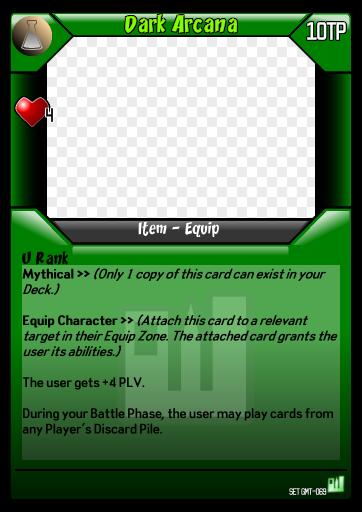 Dark Arcana
10TP
4
Item - Equip
U Rank
Mythical >> (Only 1 copy of this card can exist in your
Deck.)
Equip Character >> (Attach this card to a relevant
target in their Equip Zone. The attached card grants the
user its abilities.)
The user gets +4 PLV.
During your Battle Phase, the user may play cards from
any Player's Discard Pile.
SET GMT-069